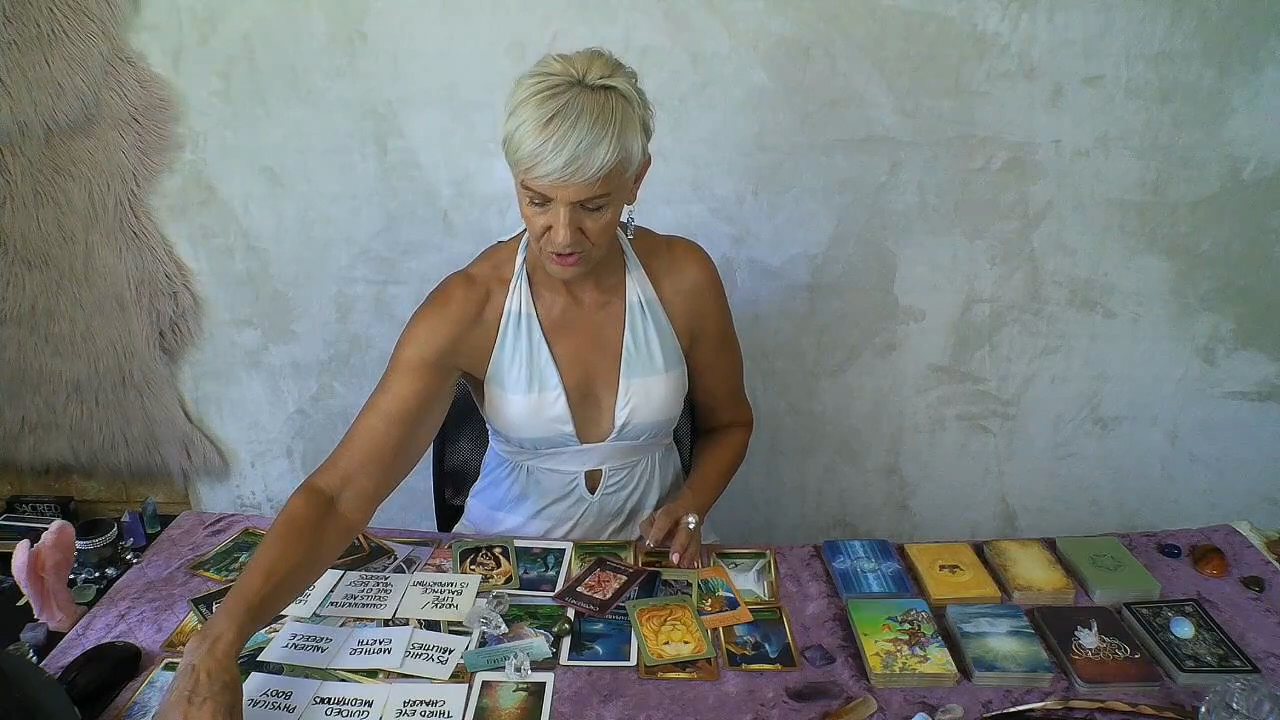 SACRED
COMMUNICATION
SKILLS ARE
ONE OF
YOUR BEST
ASSETS
WORK/
LIFE
BALANCE
IS IMPORTANT
ANCIENT
GREECE
MOTHER
EARTH
PSYCHIC
ABILITIES
PHYSICAL
BODY
GUIDED
MEDITATIONS
THIRD EYE
CHAKRA